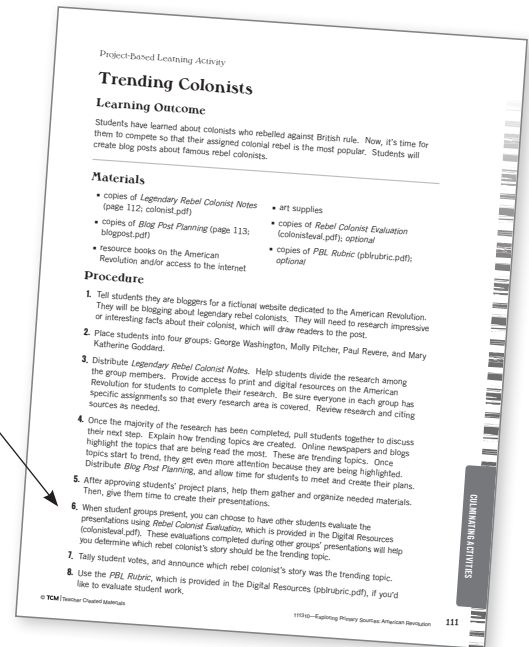 Project-Based Learning Activity
Trending Colonists
Learning Outcome
Students have learned about colonists who rebelled against British rule. Now, it's time for
them to compete so that their assigned colonial rebel is the most popular. Students will
create blog posts about famous rebel colonists.
Materials
• copies of Legendary Rebel Colonist Notes
(page 112; colonist.pdf)
• copies of Blog Post Planning (page 113;
blogpost.pdf)
• resource books on the American
Revolution and/or access to the internet
• art supplies
• copies of Rebel Colonist Evaluation
(colonisteval.pdf); optional
• copies of PBL Rubric (pblrubric.pdf);
optional
Procedure
1. Tell students they are bloggers for a fictional website dedicated to the American Revolution.
They will be blogging about legendary rebel colonists. They will need to research impressive
or interesting facts about their colonist, which will draw readers to the post.
2. Place students into four groups: George Washington, Molly Pitcher, Paul Revere, and Mary
Katherine Goddard.
3. Distribute Legendary Rebel Colonist Notes. Help students divide the research among
the group members. Provide access to print and digital resources on the American
Revolution for students to complete their research. Be sure everyone in each group has
specific assignments so that every research area is covered. Review research and citing
sources as needed.
4. Once the majority of the research has been completed, pull students together to discuss
their next step. Explain how trending topics are created. Online newspapers and blogs
highlight the topics that are being read the most. These are trending topics. Once
topics start to trend, they get even more attention because they are being highlighted.
Distribute Blog Post Planning, and allow time for students to meet and create their plans.
5. After approving students' project plans, help them gather and organize needed materials.
Then, give them time to create their presentations.
6. When student groups present, you can choose to have other students evaluate the
presentations using Rebel Colonist Evaluation, which is provided in the Digital Resources
(colonisteval.pdf). These evaluations completed during other groups' presentations will help
you determine which rebel colonist's story should be the trending topic.
7. Tally student votes, and announce which rebel colonist's story was the trending topic.
8. Use the PBL Rubric, which is provided in the Digital Resources (pblrubric.pdf), if you'd
like to evaluate student work.
CULMINATING ACTIVITIES
© TCM | Teacher Created Materials
111310—Exploring Primary Sources: American Revolution 111